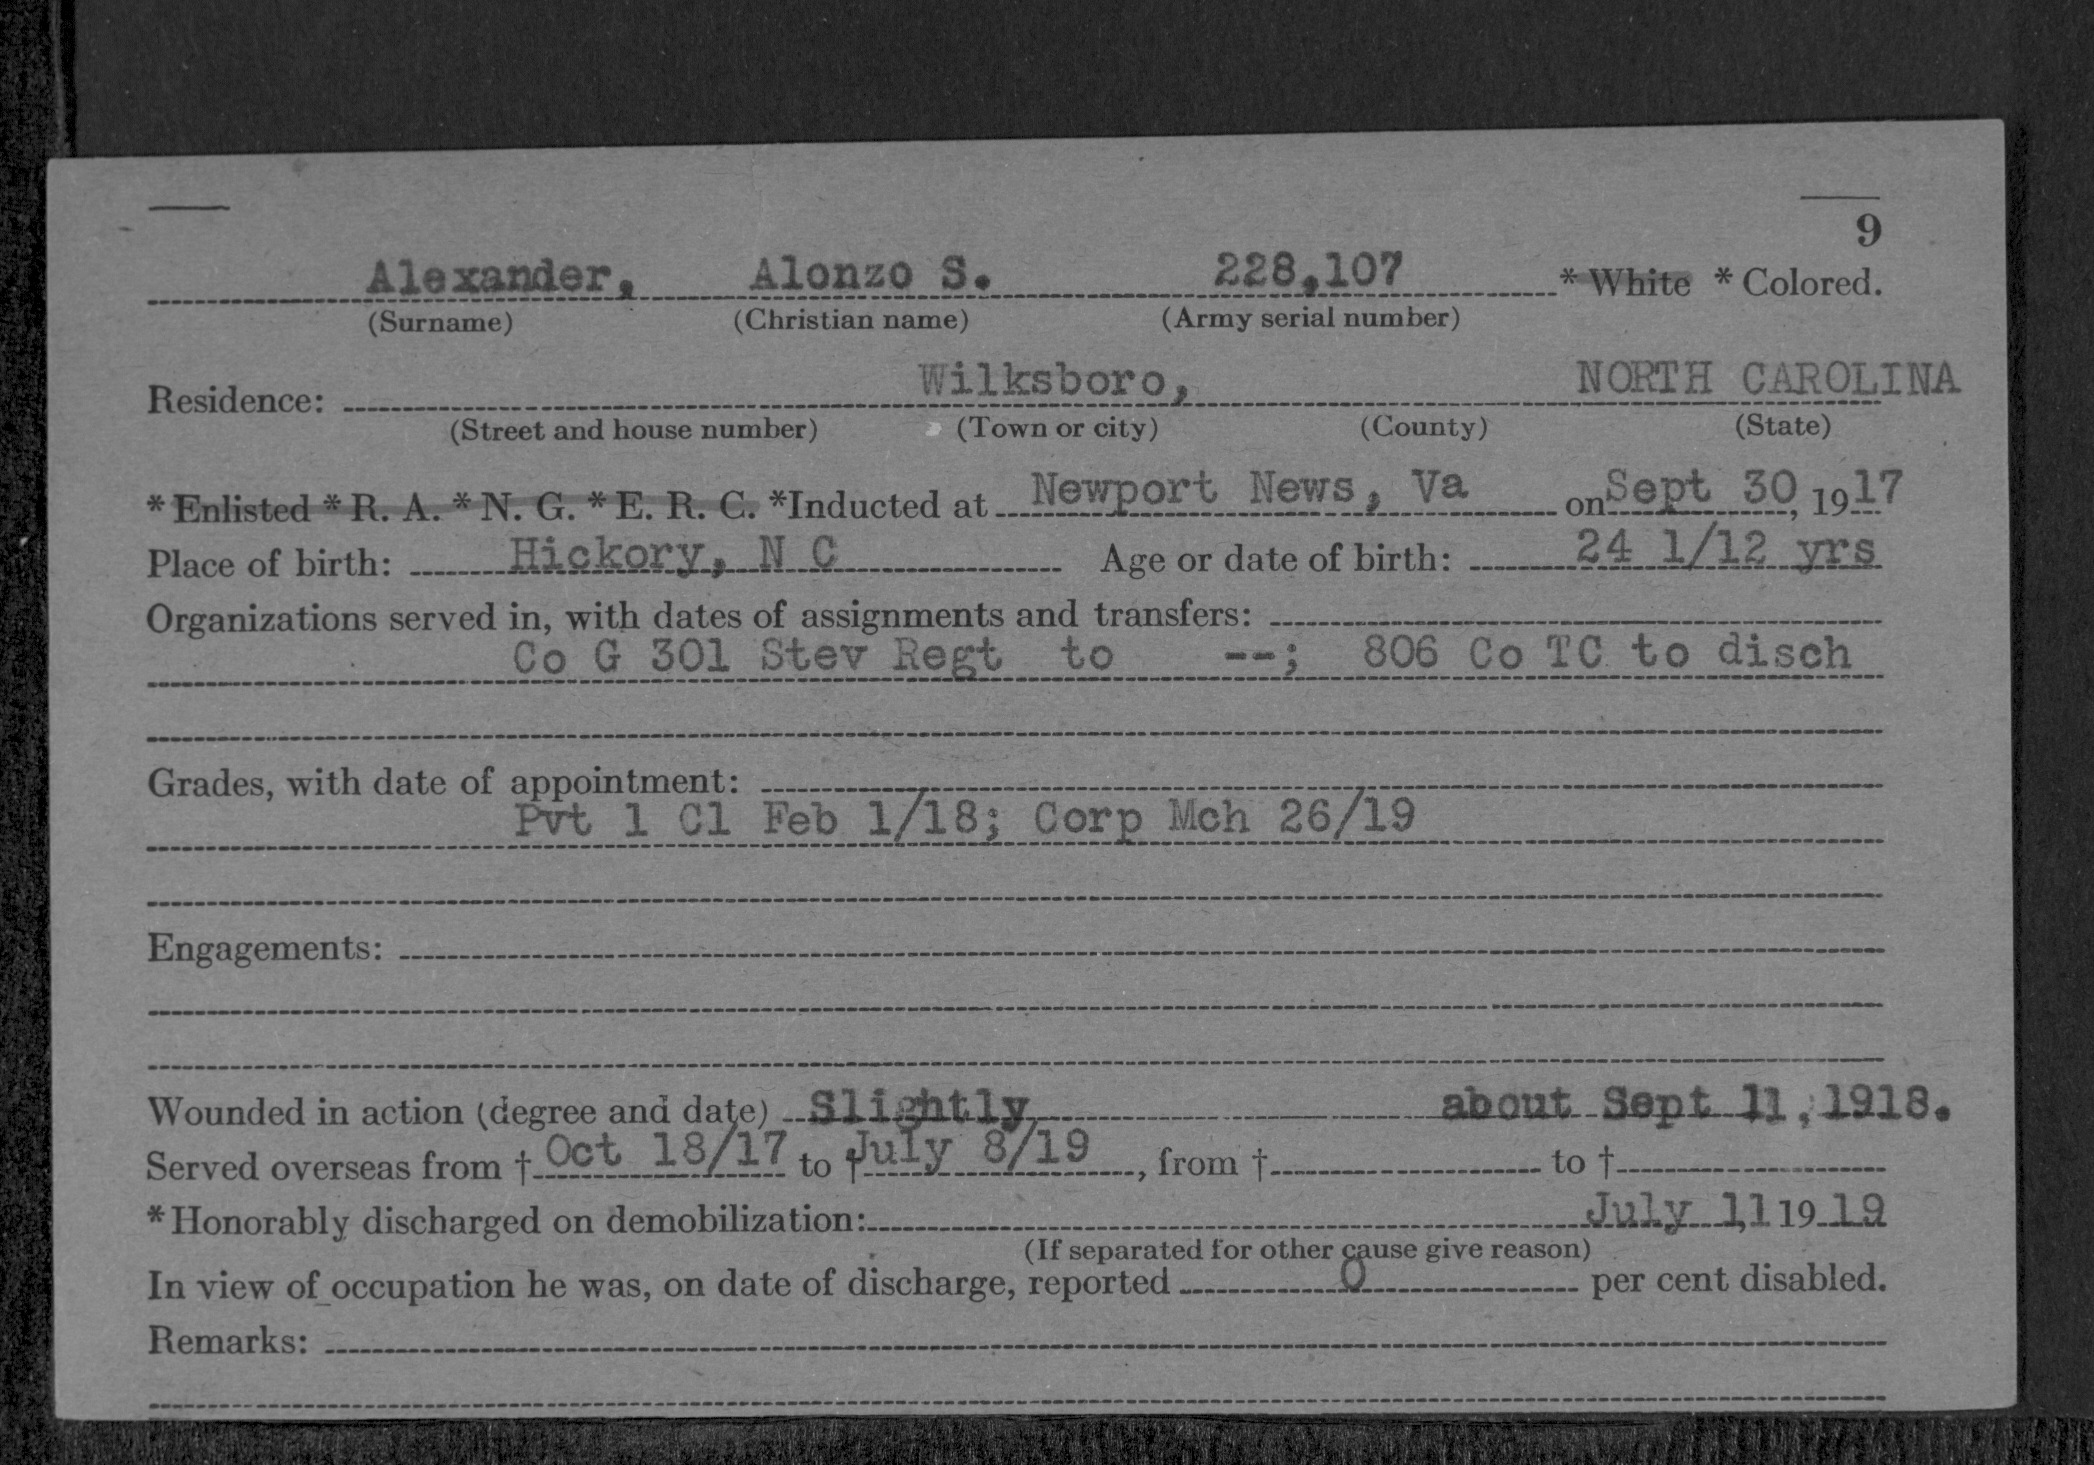 9
Alexander, Alonzo S. 228,107 * White * Colored.
(Surname) (Christian name) (Army serial number)
Wilksboro, NORTH CAROLINA
Residence:
(Street and house number) (Town or city) (County) (State)
* Enlisted * R. A. * N. G. * E. R. C. *Inducted at Newport News, Va on Sept 30, 1917
Place of birth: Hickory, N C Age or date of birth: 24 1/12 yrs
Organizations served in, with dates of assignments and transfers:
Co G 301 Stev Regt to --; 806 Co TC to disch
Grades, with date of appointment:
Pvt 1 Cl Feb 1/18; Corp Mch 26/19
Engagements:
Wounded in action (degree and date) Slightly about Sept 11, 1918.
Served overseas from † Oct 18/17 to † July 8/19, from † to †
*Honorably discharged on demobilization: July 11, 1919
(If separated for other cause give reason)
In view of occupation he was, on date of discharge, reported 0 per cent disabled.
Remarks: